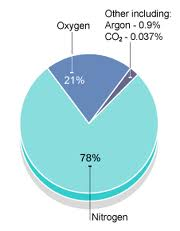 Other including:
Argon - 0.9%
CO₂ - 0.037%
Oxygen
21%
78%
Nitrogen